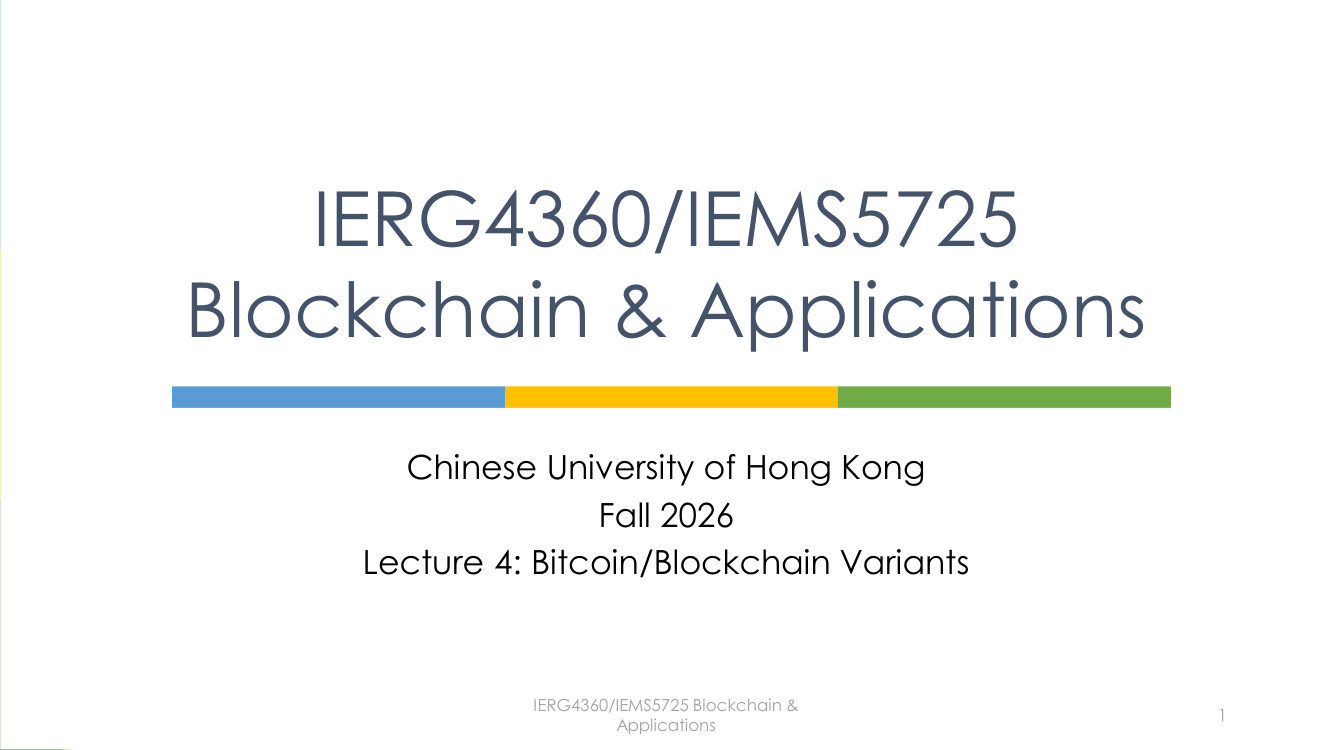 IERG4360/IEMS5725
Blockchain & Applications
Chinese University of Hong Kong
Fall 2026
Lecture 4: Bitcoin/Blockchain Variants
IERG4360/IEMS5725 Blockchain &
Applications
1